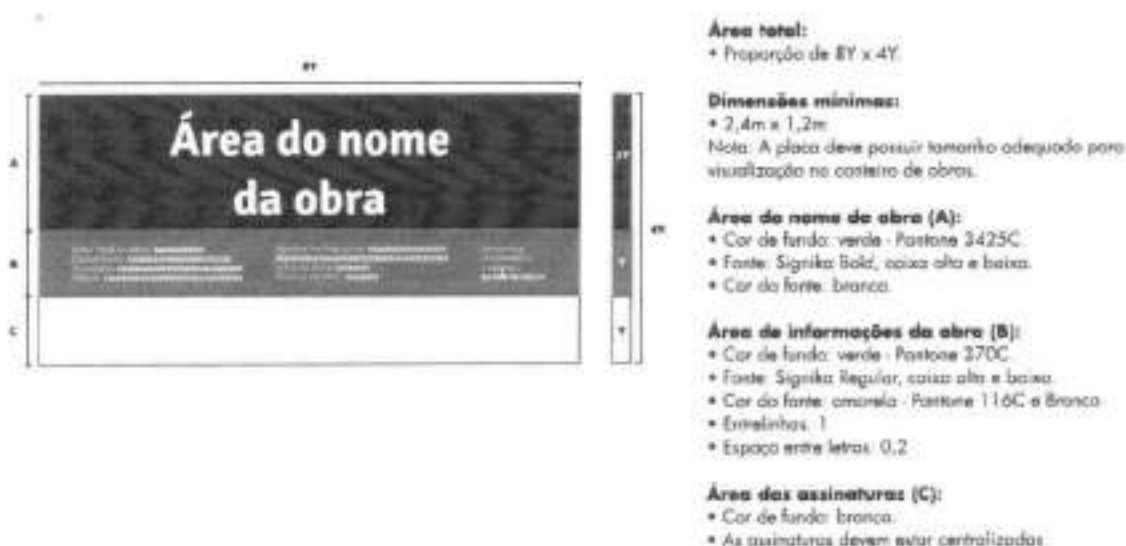 8Y
Área do nome
da obra
A
B
C
2Y
Y
Y
4Y
Área total:
• Proporção de 8Y x 4Y.
Dimensões mínimas:
• 2,4m x 1,2m
Nota: A placa deve possuir tamanho adequado para
visualização no canteiro de obras.
Área do nome da obra (A):
• Cor de fundo: verde - Pantone 3425C.
• Fonte: Signika Bold, caixa alta e baixa.
• Cor da fonte: branca.
Área de informações da obra (B):
• Cor de fundo: verde - Pantone 370C.
• Fonte: Signika Regular, caixa alta e baixa.
• Cor da fonte: amarela - Pantone 116C e Branca.
• Entrelinhas: 1
• Espaço entre letras: 0,2
Área das assinaturas (C):
• Cor de fundo: branca.
• As assinaturas devem estar centralizadas